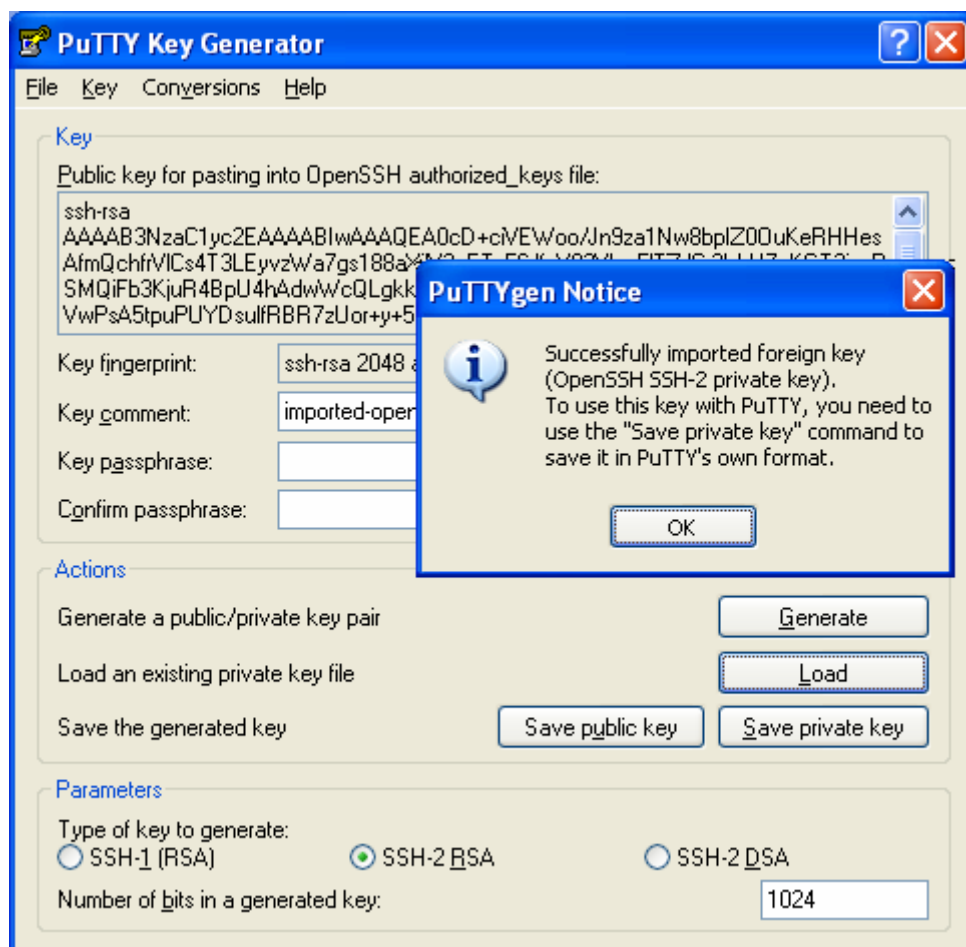 PuTTY Key Generator
File Key Conversions Help
Key
Public key for pasting into OpenSSH authorized_keys file:
ssh-rsa
AAAAB3NzaC1yc2EAAAABIwAAAQEA0cD+ciVEWoo/Jn9za1Nw8bpIZ0OuKeRHHes
AfmQchfrVICs4T3LEyvzWa7gs188a
SMQiFb3KjuR4BpU4hAdwWcQLgkk
VwPsA5tpuPUYDsulfRBR7zUor+y+5
Key fingerprint:
ssh-rsa 2048
Key comment:
imported-open
Key passphrase:
Confirm passphrase:
PuTTYgen Notice
Successfully imported foreign key
(OpenSSH SSH-2 private key).
To use this key with PuTTY, you need to
use the "Save private key" command to
save it in PuTTY's own format.
OK
Actions
Generate a public/private key pair
Generate
Load an existing private key file
Load
Save the generated key
Save public key
Save private key
Parameters
Type of key to generate:
SSH-1 (RSA)
SSH-2 RSA
SSH-2 DSA
Number of bits in a generated key:
1024